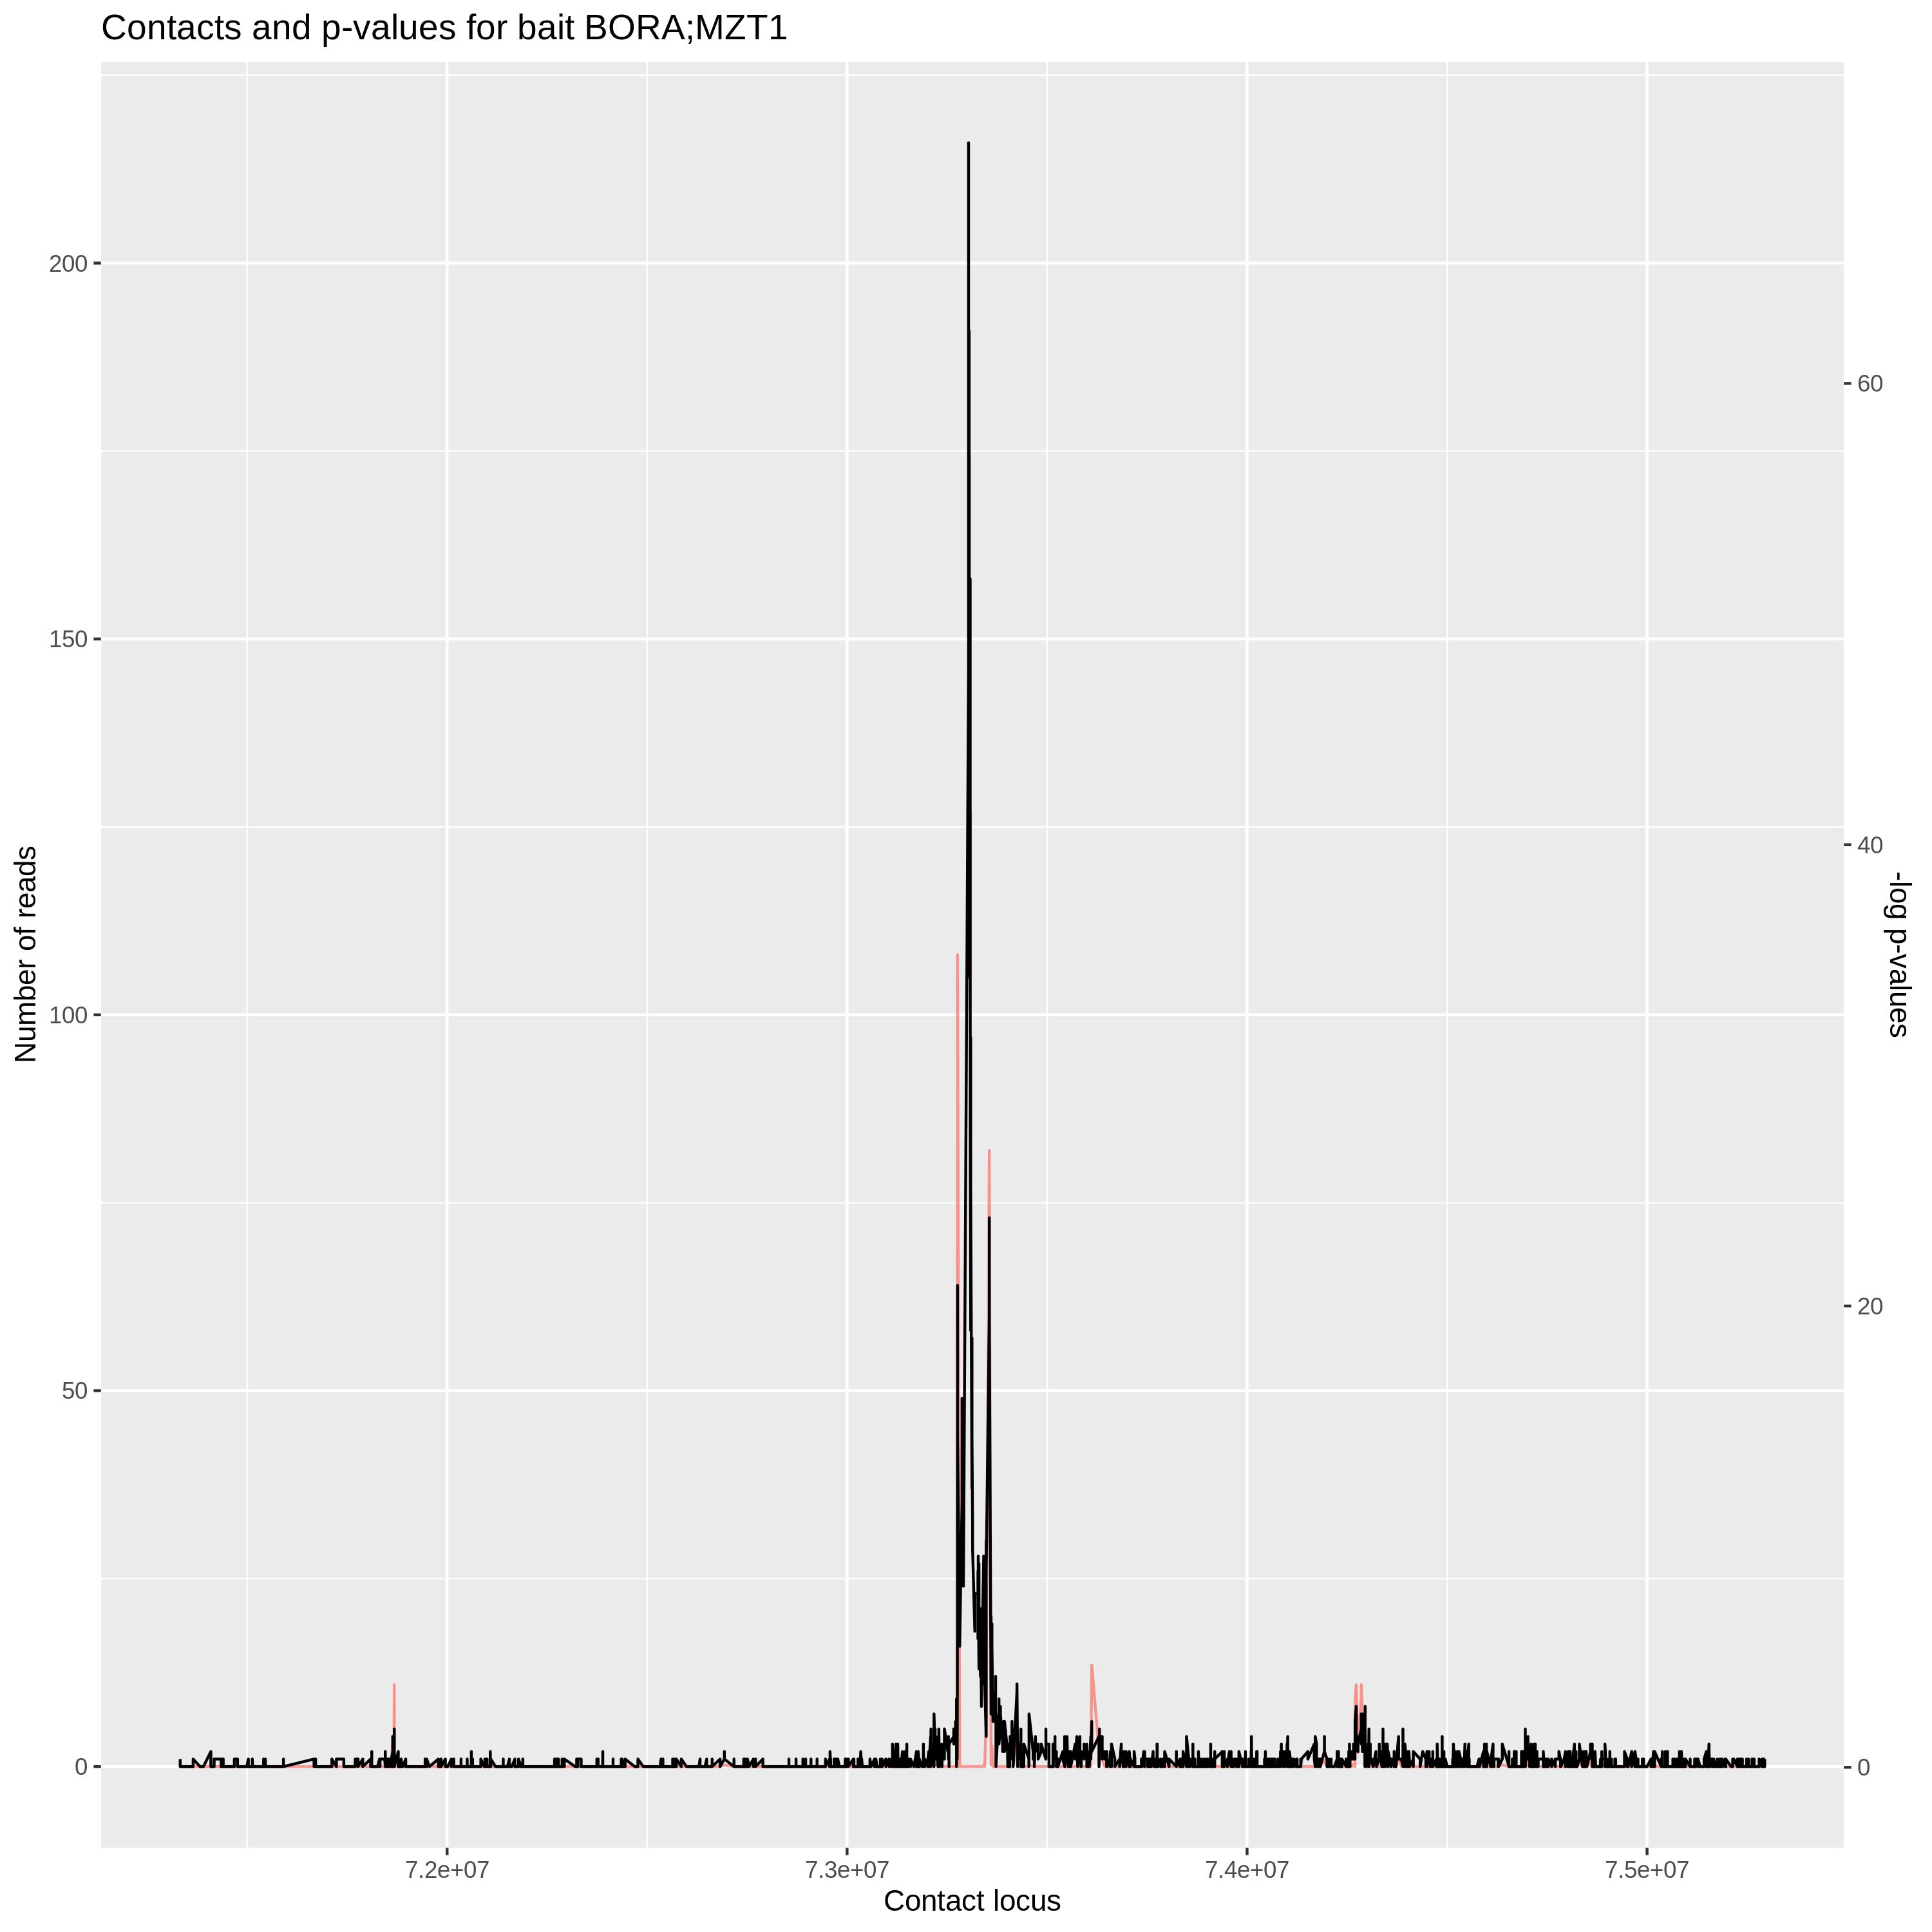 Contacts and p-values for bait BORA;MZT1
200
150
100
50
0
Number of reads
60
40
20
0
-log p-values
7.2e+07
7.3e+07
7.4e+07
7.5e+07
Contact locus